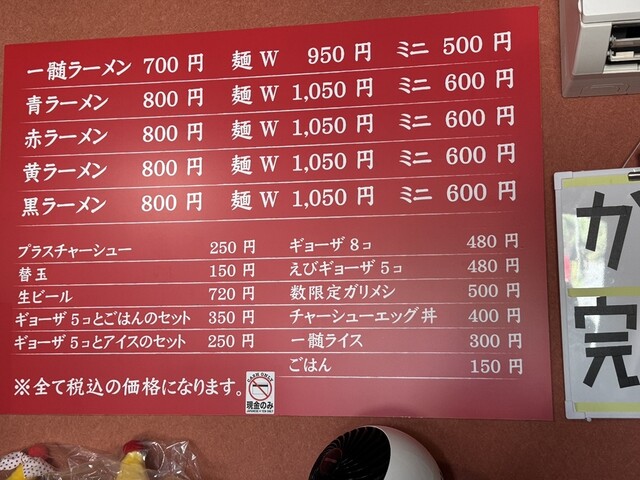 一髄ラーメン 700 円 麺 W 950 円 ミニ 500 円
青ラーメン 800 円 麺 W 1,050 円 ミニ 600 円
赤ラーメン 800 円 麺 W 1,050 円 ミニ 600 円
黄ラーメン 800 円 麺 W 1,050 円 ミニ 600 円
黒ラーメン 800 円 麺 W 1,050 円 ミニ 600 円
プラスチャーシュー 250 円
替玉 150 円
生ビール 720 円
ギョーザ 5コとごはんのセット 350 円
ギョーザ 5コとアイスのセット 250 円
ギョーザ 8コ 480 円
えびギョーザ 5コ 480 円
数限定ガリメシ 500 円
チャーシューエッグ丼 400 円
一髄ライス 300 円
ごはん 150 円
※全て税込の価格になります。
CASH ONLY
現金のみ
ガ
完